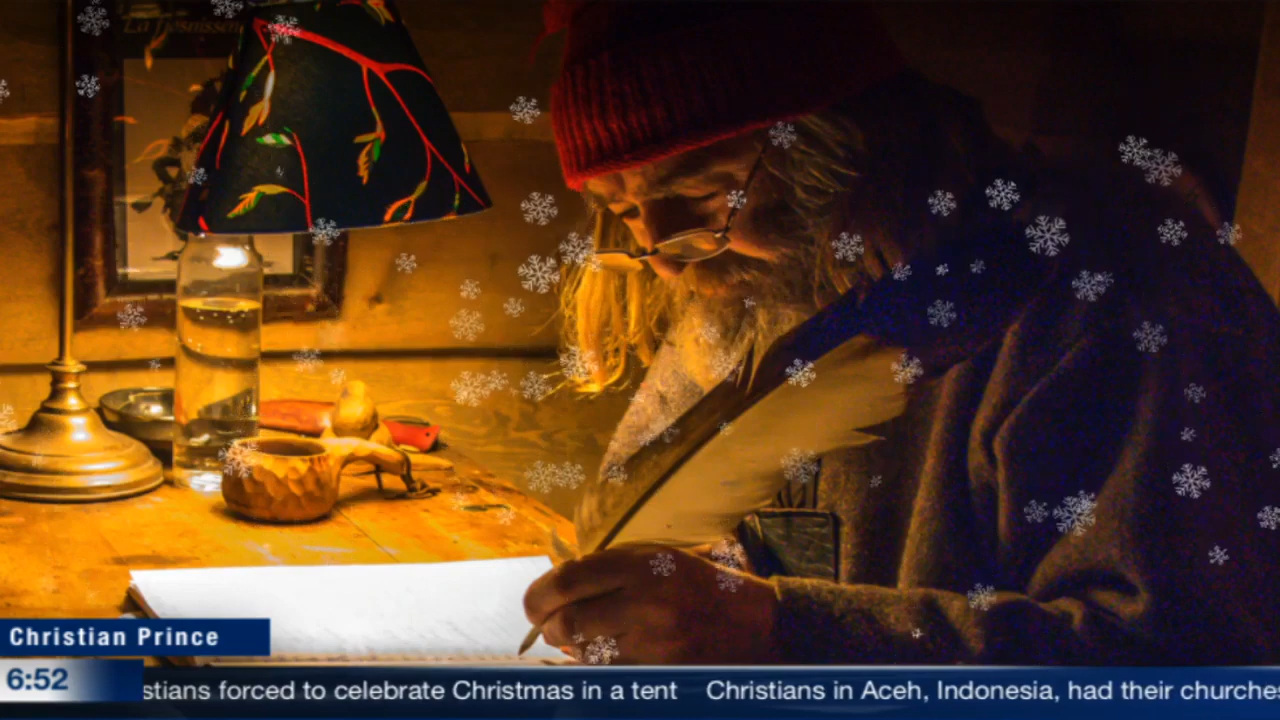 Christian Prince
6:52
stians forced to celebrate Christmas in a tent Christians in Aceh, Indonesia, had their churches